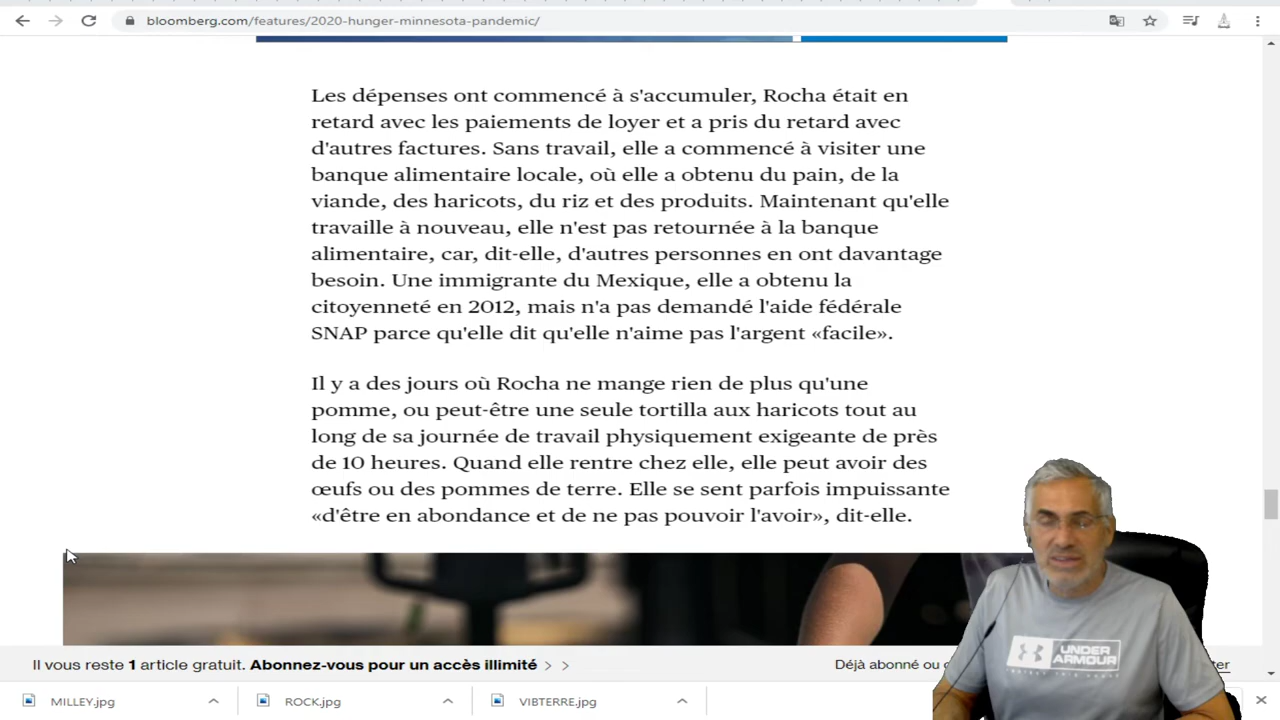 bloomberg.com/features/2020-hunger-minnesota-pandemic/
Les dépenses ont commencé à s'accumuler, Rocha était en
retard avec les paiements de loyer et a pris du retard avec
d'autres factures. Sans travail, elle a commencé à visiter une
banque alimentaire locale, où elle a obtenu du pain, de la
viande, des haricots, du riz et des produits. Maintenant qu'elle
travaille à nouveau, elle n'est pas retournée à la banque
alimentaire, car, dit-elle, d'autres personnes en ont davantage
besoin. Une immigrante du Mexique, elle a obtenu la
citoyenneté en 2012, mais n'a pas demandé l'aide fédérale
SNAP parce qu'elle dit qu'elle n'aime pas l'argent «facile».
Il y a des jours où Rocha ne mange rien de plus qu'une
pomme, ou peut-être une seule tortilla aux haricots tout au
long de sa journée de travail physiquement exigeante de près
de 10 heures. Quand elle rentre chez elle, elle peut avoir des
œufs ou des pommes de terre. Elle se sent parfois impuissante
«d'être en abondance et de ne pas pouvoir l'avoir», dit-elle.
Il vous reste 1 article gratuit. Abonnez-vous pour un accès illimité
Déjà abonné ou
UNDER
ARMOUR
MILLEY.jpg
ROCK.jpg
VIBTERRE.jpg